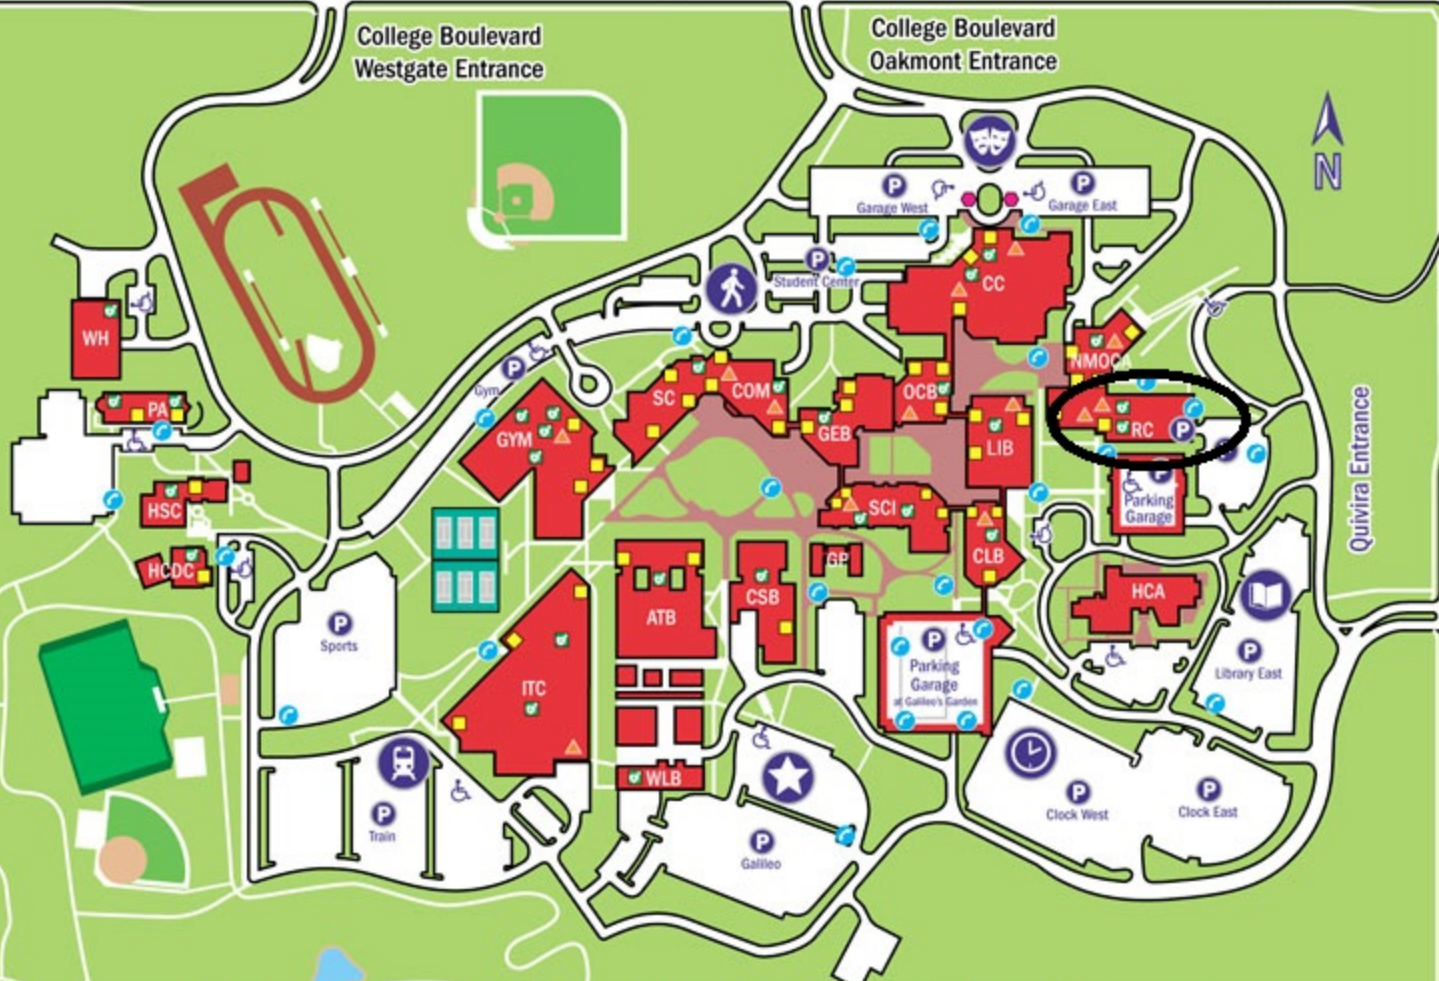 College Boulevard
Westgate Entrance
College Boulevard
Oakmont Entrance
N
P
Garage West
P
Garage East
P
Student Center
CC
WH
NMOCA
P
Gym
SC
COM
OCB
PA
GYM
GEB
LIB
RC
P
P
Parking
Garage
Quivira Entrance
HSC
SCI
HCDC
GP
CLB
ATB
CSB
HCA
P
Sports
P
Parking
Garage
at Galileo's Garden
P
Library East
ITC
WLB
P
Train
P
Galileo
P
Clock West
P
Clock East